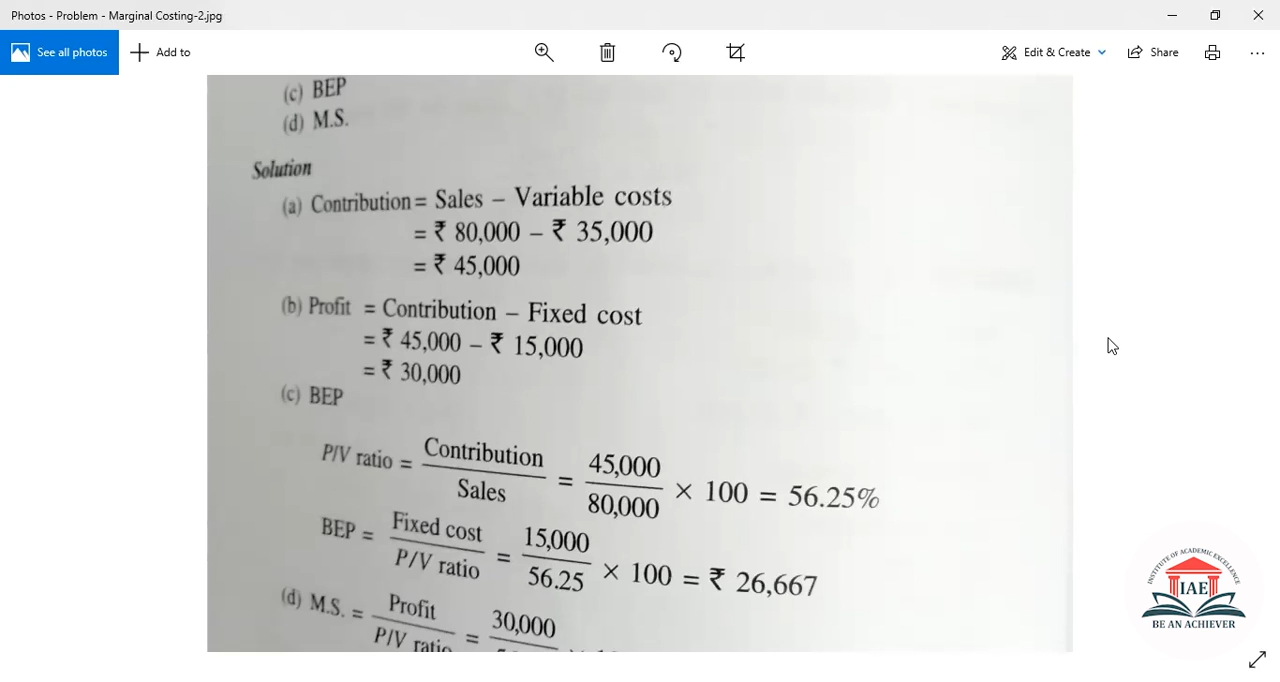 Photos - Problem - Marginal Costing-2.jpg
See all photos
Add to
Edit & Create
Share
(c) BEP
(d) M.S.
Solution
(a) Contribution = Sales – Variable costs
= ₹ 80,000 – ₹ 35,000
= ₹ 45,000
(b) Profit = Contribution – Fixed cost
= ₹ 45,000 – ₹ 15,000
= ₹ 30,000
(c) BEP
P/V ratio = Contribution / Sales = 45,000 / 80,000 × 100 = 56.25%
BEP = Fixed cost / P/V ratio = 15,000 / 56.25 × 100 = ₹ 26,667
(d) M.S. = Profit / P/V ratio = 30,000
INSTITUTE OF ACADEMIC EXCELLENCE
IAE
BE AN ACHIEVER